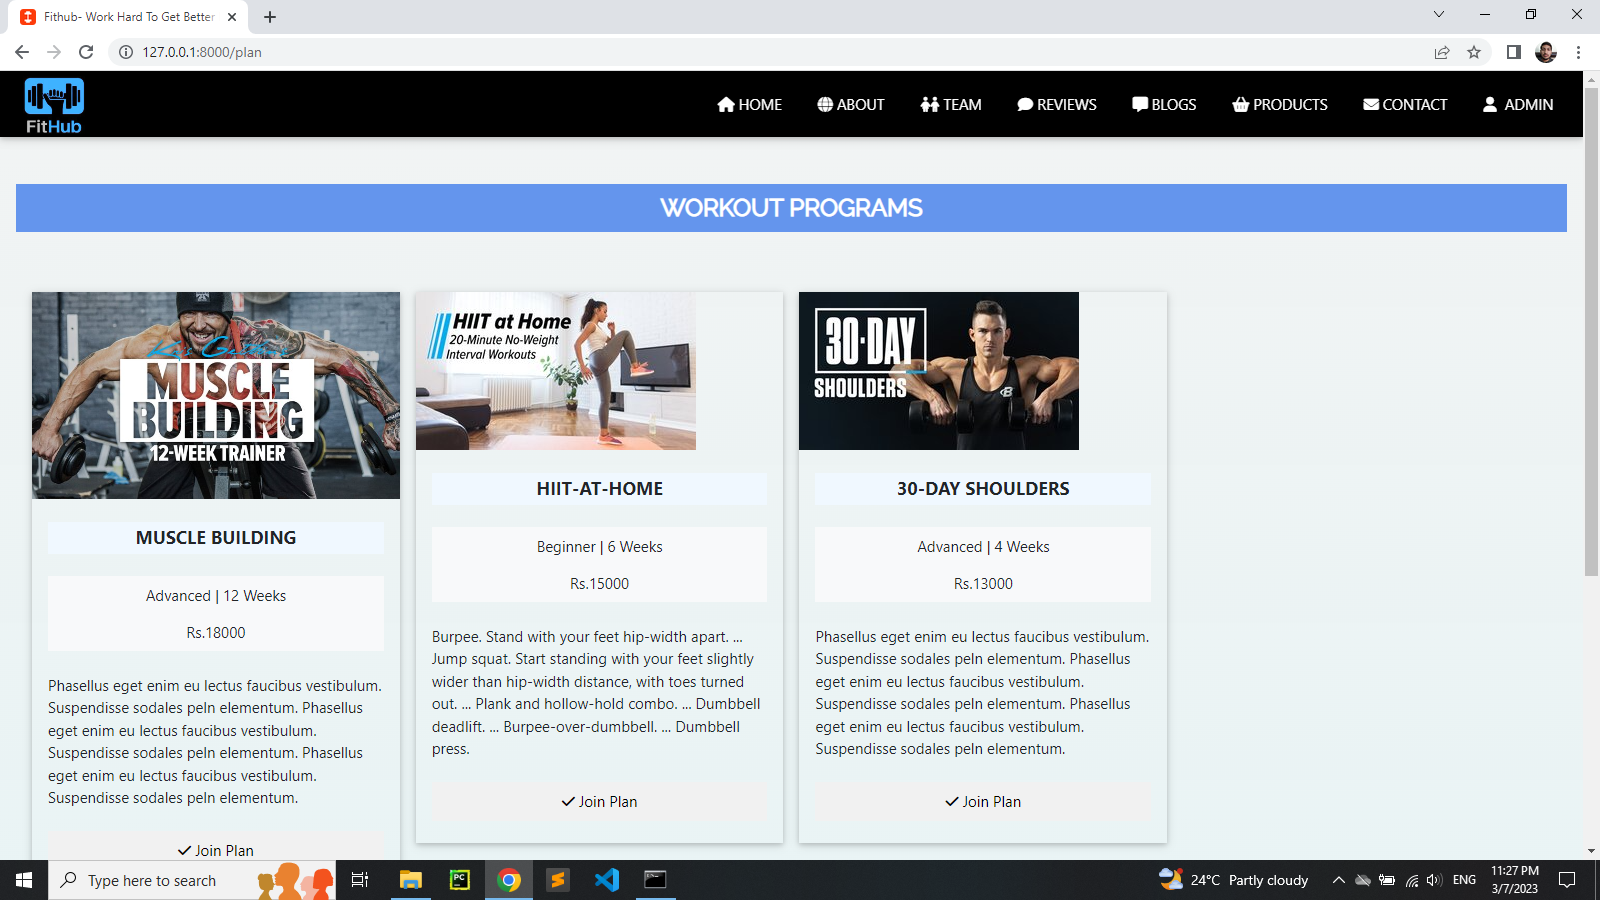 Fithub- Work Hard To Get Better
127.0.0.1:8000/plan
FitHub
HOME
ABOUT
TEAM
REVIEWS
BLOGS
PRODUCTS
CONTACT
ADMIN
WORKOUT PROGRAMS
MUSCLE
BUILDING
12-WEEK TRAINER
MUSCLE BUILDING
Advanced | 12 Weeks
Rs.18000
Phasellus eget enim eu lectus faucibus vestibulum.
Suspendisse sodales peln elementum. Phasellus
eget enim eu lectus faucibus vestibulum.
Suspendisse sodales peln elementum. Phasellus
eget enim eu lectus faucibus vestibulum.
Suspendisse sodales peln elementum.
Join Plan
HIIT at Home
20-Minute No-Weight
Interval Workouts
HIIT-AT-HOME
Beginner | 6 Weeks
Rs.15000
Burpee. Stand with your feet hip-width apart. ...
Jump squat. Start standing with your feet slightly
wider than hip-width distance, with toes turned
out. ... Plank and hollow-hold combo. ... Dumbbell
deadlift. ... Burpee-over-dumbbell. ... Dumbbell
press.
Join Plan
30-DAY
SHOULDERS
30-DAY SHOULDERS
Advanced | 4 Weeks
Rs.13000
Phasellus eget enim eu lectus faucibus vestibulum.
Suspendisse sodales peln elementum. Phasellus
eget enim eu lectus faucibus vestibulum.
Suspendisse sodales peln elementum. Phasellus
eget enim eu lectus faucibus vestibulum.
Suspendisse sodales peln elementum.
Join Plan
Type here to search
PC
24°C Partly cloudy
ENG
11:27 PM
3/7/2023